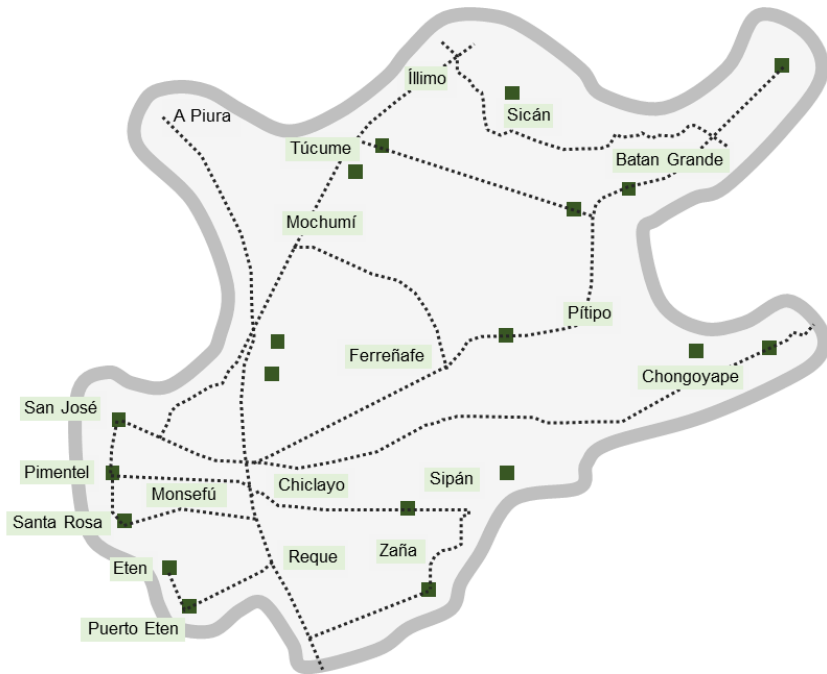 Íllimo
A Piura
Sicán
Túcume
Batan Grande
Mochumí
Pítipo
Ferreñafe
Chongoyape
San José
Pimentel
Monsefú
Chiclayo
Sipán
Santa Rosa
Zaña
Reque
Eten
Puerto Eten